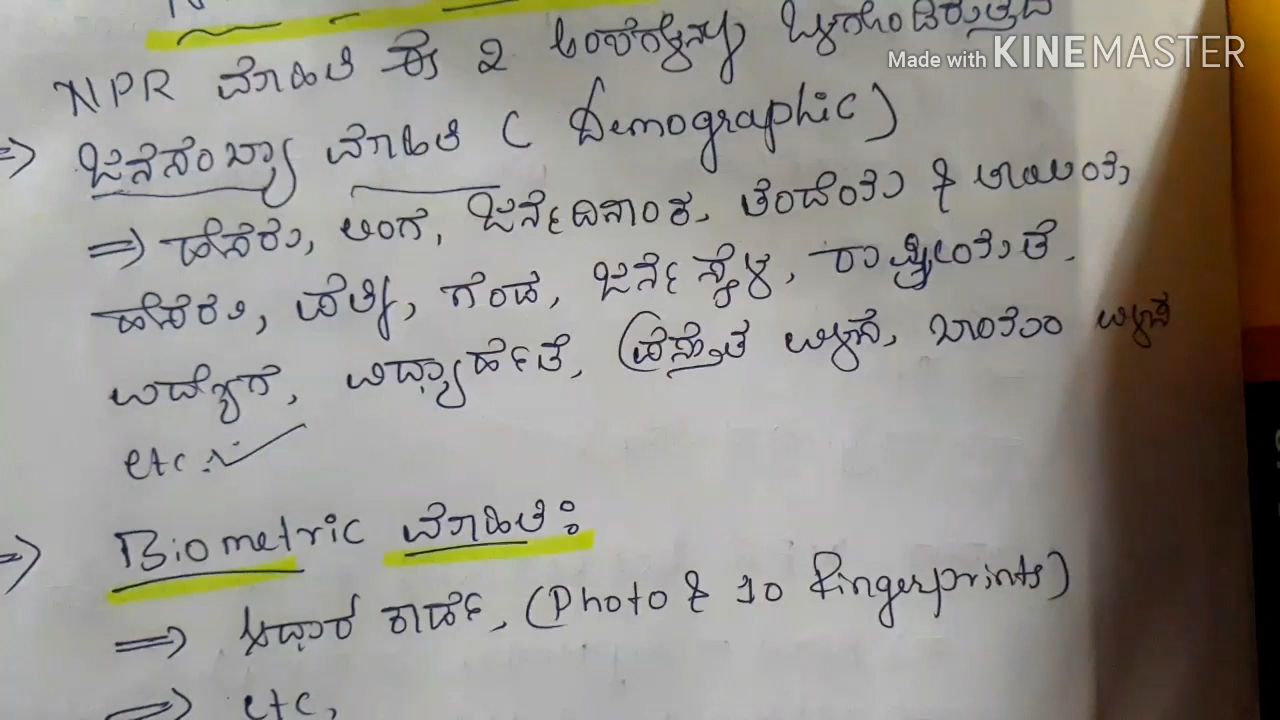 Made with KINEMASTER
NPR ಮಾಹಿತಿ ಈ 2 ಅಂಶಗಳನ್ನು ಒಳಗೊಂಡಿರುತ್ತದೆ
=> ಜನಸಂಖ್ಯಾ ಮಾಹಿತಿ ( Demographic )
=> ಹೆಸರು, ಲಿಂಗ, ಜನ್ಮದಿನಾಂಕ, ತಂದೆಯ & ತಾಯಿಯ
ಹೆಸರು, ಪತ್ನಿ, ಗಂಡ, ಜನ್ಮ ಸ್ಥಳ, ರಾಷ್ಟ್ರೀಯತೆ.
ಉದ್ಯೋಗ, ವಿದ್ಯಾರ್ಹತೆ, ಪ್ರಸ್ತುತ ವಿಳಾಸ, ಖಾಯಂ ವಿಳಾಸ
etc.
=> Biometric ಮಾಹಿತಿ :
=> ಆಧಾರ ಕಾರ್ಡ್, (Photo & 10 fingerprints)
=> etc,